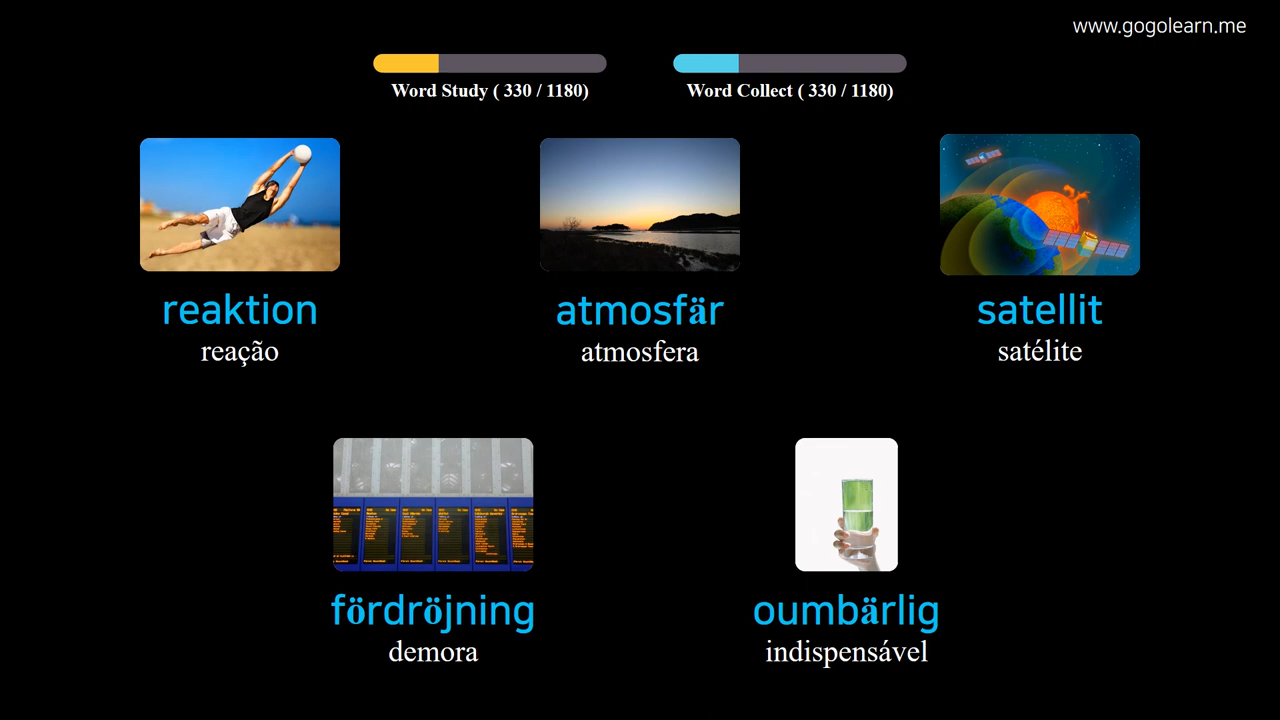 www.gogolearn.me
Word Study ( 330 / 1180)
Word Collect ( 330 / 1180)
reaktion
reação
atmosfär
atmosfera
satellit
satélite
fördröjning
demora
oumbärlig
indispensável